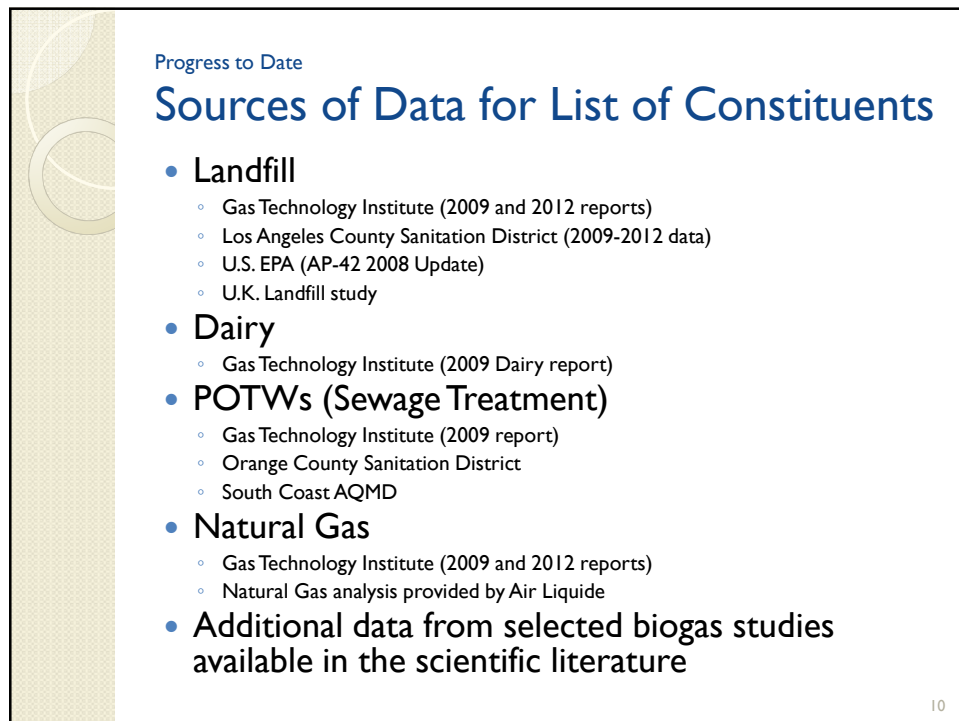 Progress to Date
Sources of Data for List of Constituents
• Landfill
◦ Gas Technology Institute (2009 and 2012 reports)
◦ Los Angeles County Sanitation District (2009-2012 data)
◦ U.S. EPA (AP-42 2008 Update)
◦ U.K. Landfill study
• Dairy
◦ Gas Technology Institute (2009 Dairy report)
• POTWs (Sewage Treatment)
◦ Gas Technology Institute (2009 report)
◦ Orange County Sanitation District
◦ South Coast AQMD
• Natural Gas
◦ Gas Technology Institute (2009 and 2012 reports)
◦ Natural Gas analysis provided by Air Liquide
• Additional data from selected biogas studies
available in the scientific literature
10